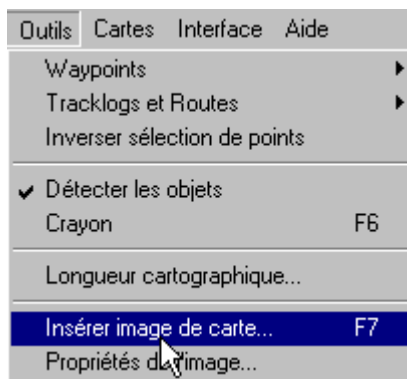 Outils Cartes Interface Aide
Waypoints
Tracklogs et Routes
Inverser sélection de points
Détecter les objets
Crayon F6
Longueur cartographique...
Insérer image de carte... F7
Propriétés de l'image...